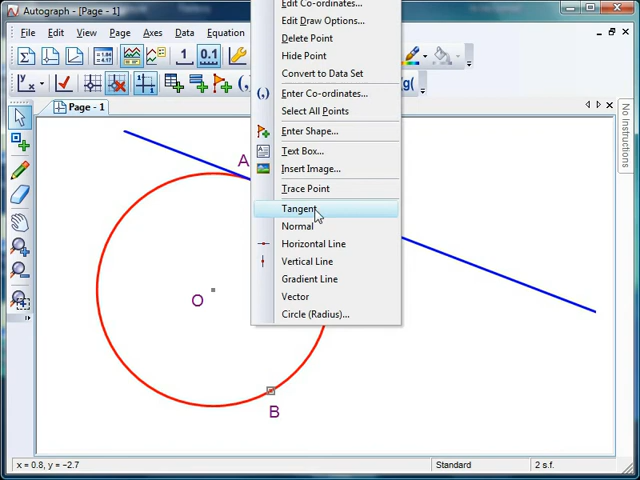 Autograph - [Page - 1]
File Edit View Page Axes Data
Page - 1
Edit Co-ordinates...
Edit Draw Options...
Delete Point
Hide Point
Convert to Data Set
Enter Co-ordinates...
Select All Points
Enter Shape...
Text Box...
Insert Image...
Trace Point
Tangent
Normal
Horizontal Line
Vertical Line
Gradient Line
Vector
Circle (Radius)...
A
O
B
No Instructions
x = 0.8, y = −2.7
Standard
2 s.f.